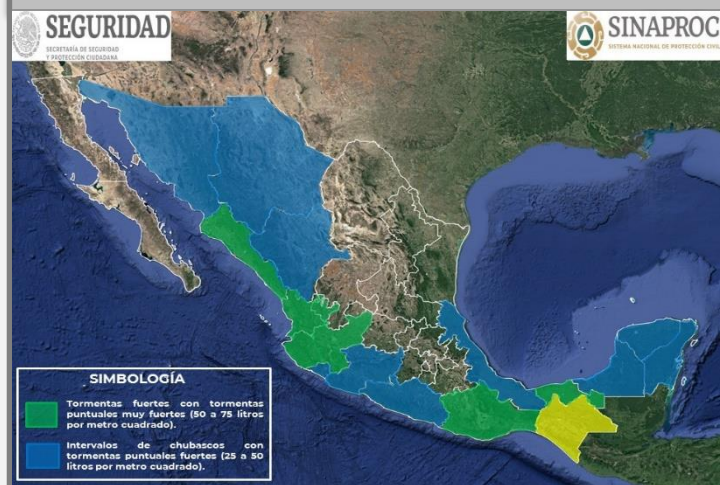 SEGURIDAD
SECRETARÍA DE SEGURIDAD
Y PROTECCIÓN CIUDADANA
SINAPROC
SISTEMA NACIONAL DE PROTECCIÓN CIVIL
SIMBOLOGÍA
Tormentas fuertes con tormentas
puntuales muy fuertes (50 a 75 litros
por metro cuadrado).
Intervalos de chubascos con
tormentas puntuales fuertes (25 a 50
litros por metro cuadrado).